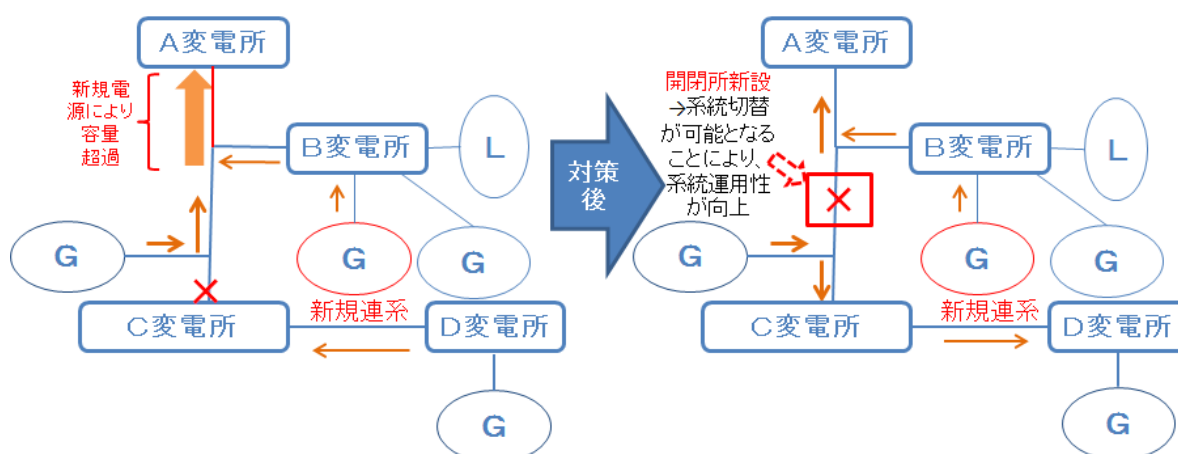 A変電所
新規電
源により
容量
超過
B変電所
L
G
G
G
C変電所
新規連系
D変電所
G
対策
後
A変電所
開閉所新設
→系統切替
が可能となる
ことにより、
系統運用性
が向上
B変電所
L
G
G
G
C変電所
新規連系
D変電所
G